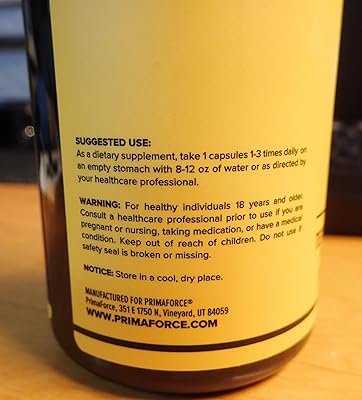 SUGGESTED USE:
As a dietary supplement, take 1 capsules 1-3 times daily on
an empty stomach with 8-12 oz of water or as directed by
your healthcare professional.
WARNING: For healthy individuals 18 years and older.
Consult a healthcare professional prior to use if you are
pregnant or nursing, taking medication, or have a medical
condition. Keep out of reach of children. Do not use if
safety seal is broken or missing.
NOTICE: Store in a cool, dry place.
MANUFACTURED FOR PRIMAFORCE®
PrimaForce, 351 E 1750 N, Vineyard, UT 84059
WWW.PRIMAFORCE.COM